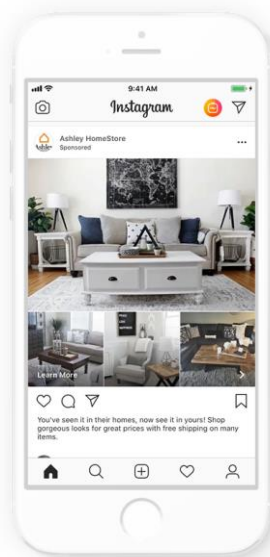 9:41 AM
Instagram
Ashley HomeStore
Sponsored
Learn More
You've seen it in their homes, now see it in yours! Shop
gorgeous looks for great prices with free shipping on many
items.